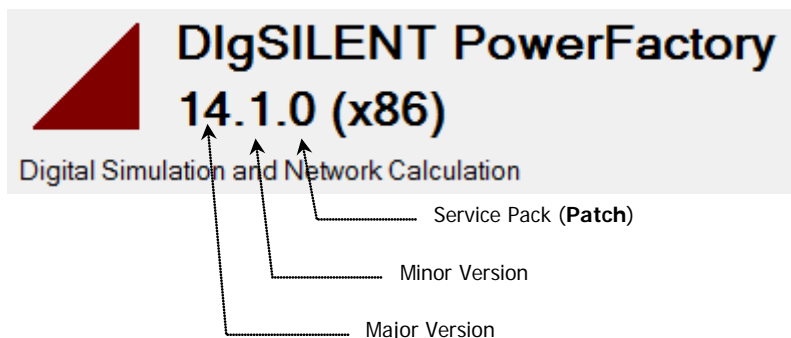 DIgSILENT PowerFactory
14.1.0 (x86)
Digital Simulation and Network Calculation
Service Pack (Patch)
Minor Version
Major Version